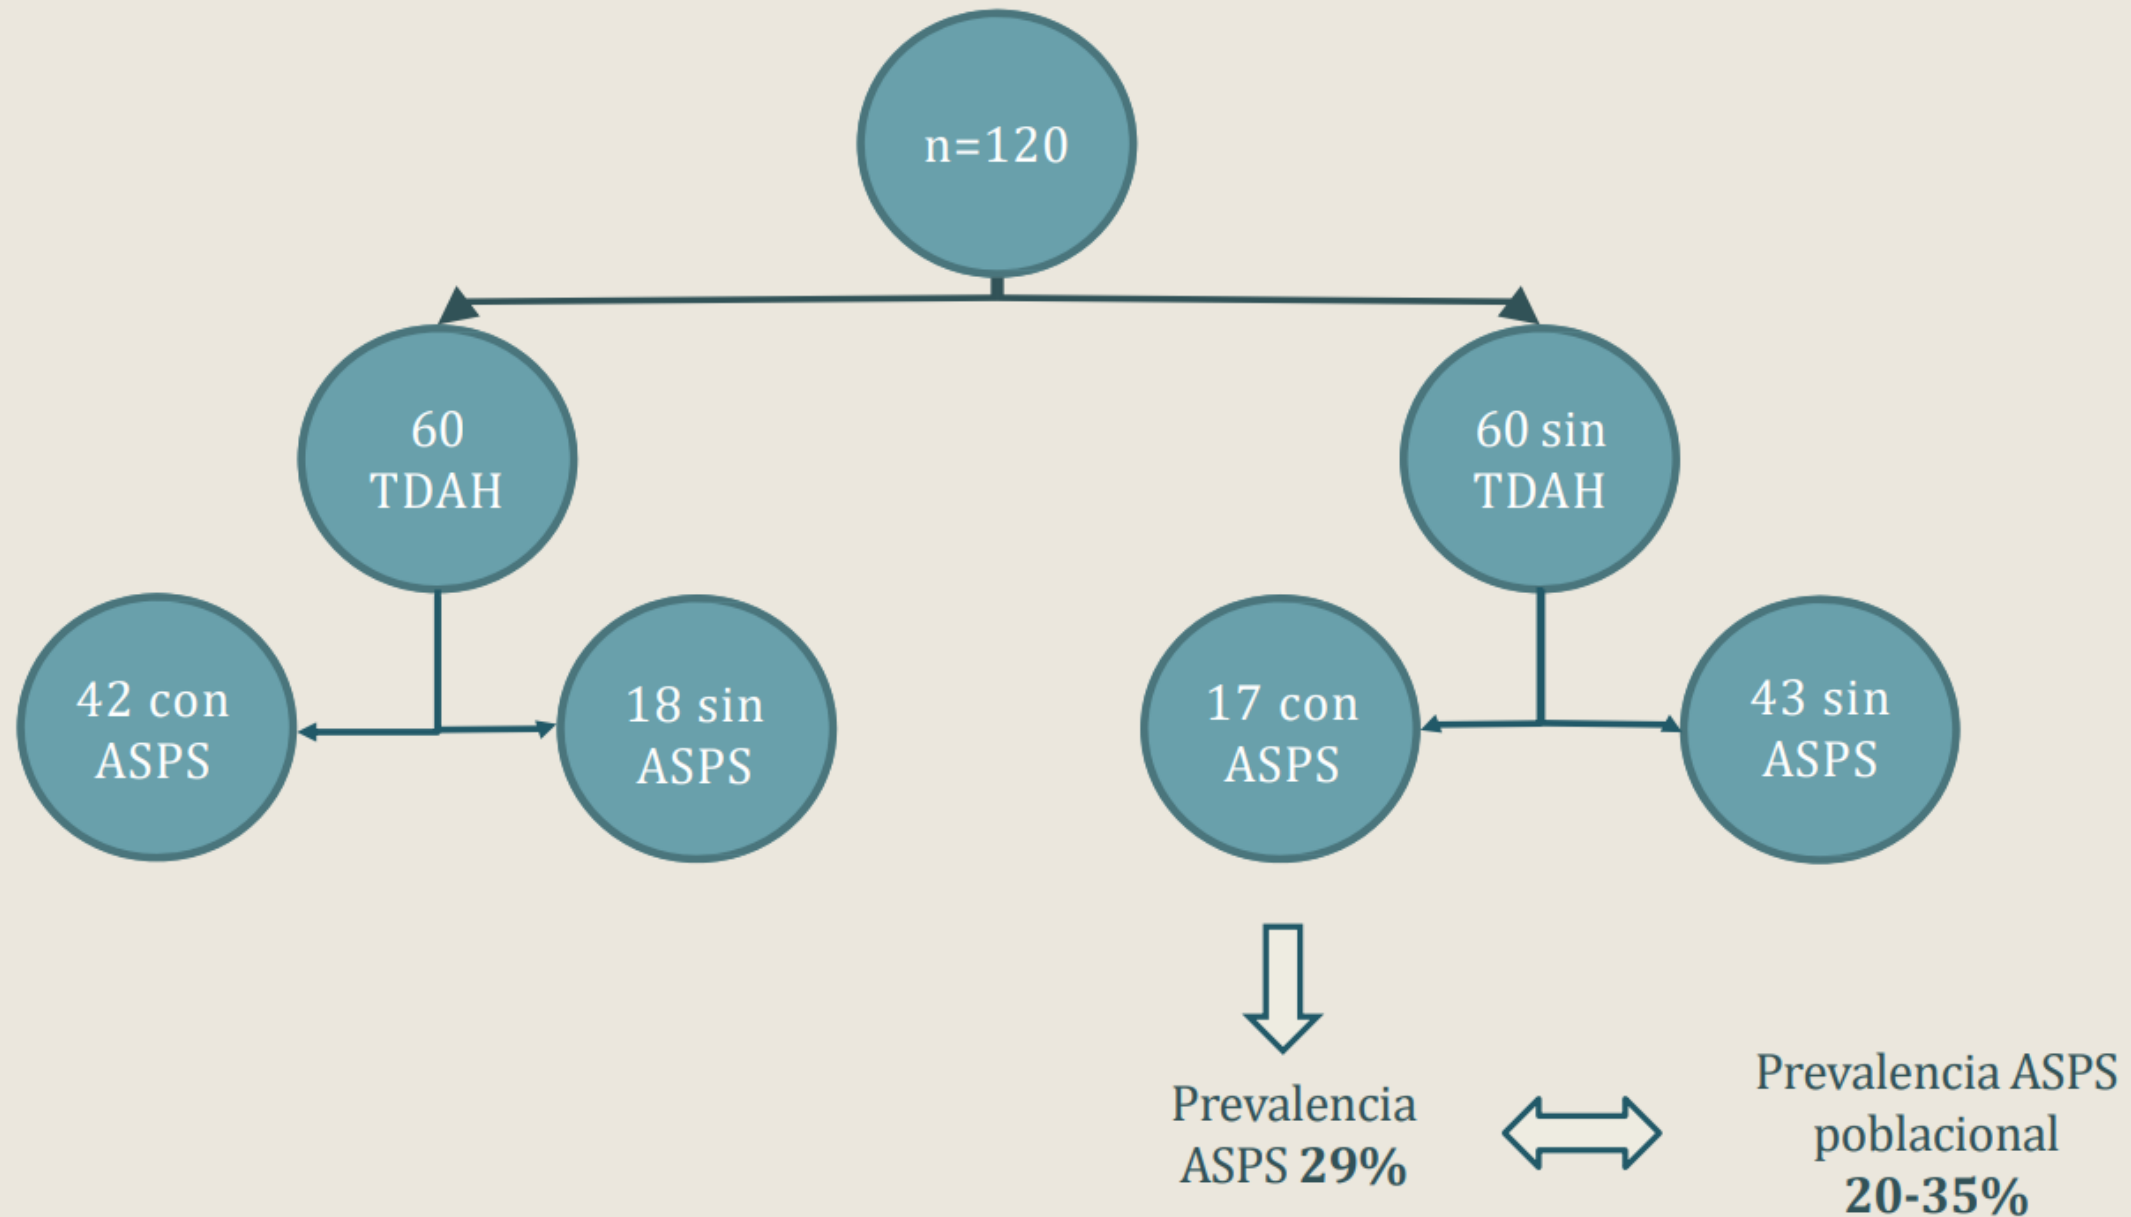 n=120
60
TDAH
60 sin
TDAH
42 con
ASPS
18 sin
ASPS
17 con
ASPS
43 sin
ASPS
Prevalencia
ASPS 29%
Prevalencia ASPS
poblacional
20-35%